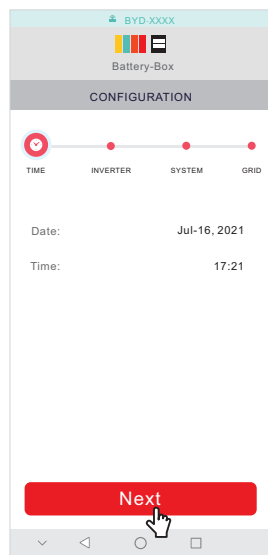 BYD-XXXX
Battery-Box
CONFIGURATION
TIME INVERTER SYSTEM GRID
Date: Jul-16, 2021
Time: 17:21
Next